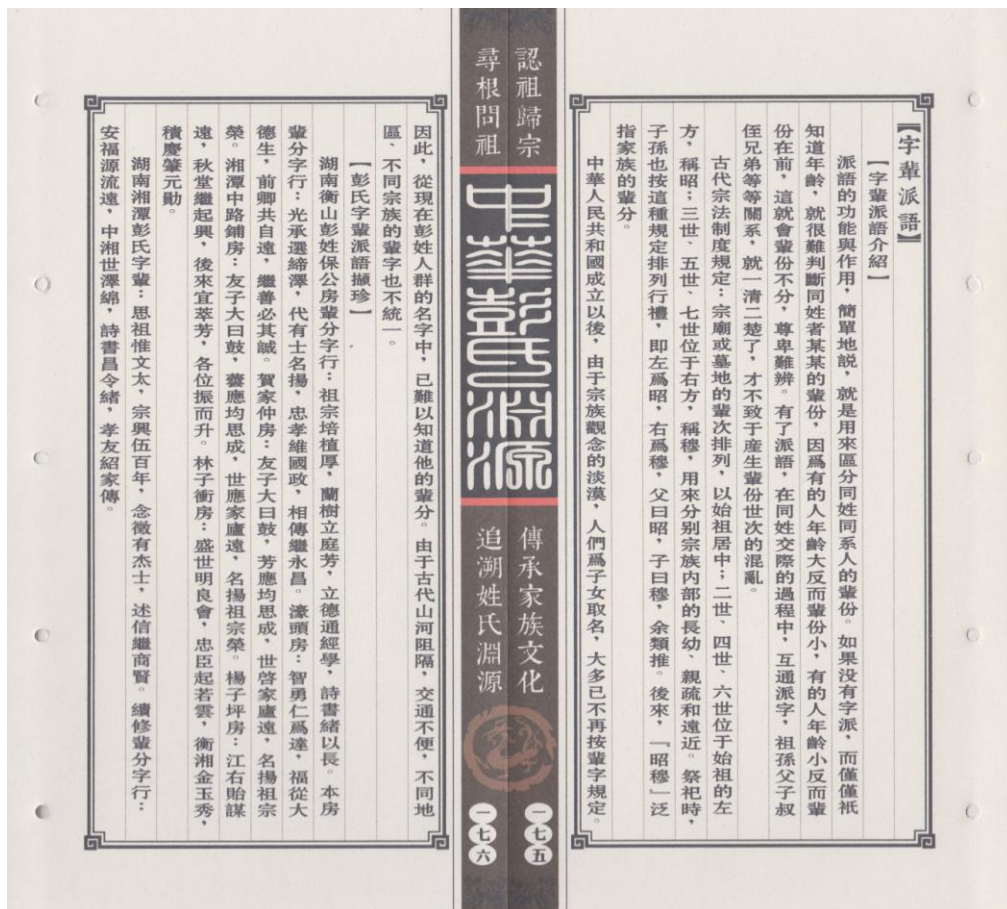 【字輩派語】
【字輩派語介紹】
派語的功能與作用，簡單地説，就是用來區分同姓同系人的輩份。如果没有字派，而僅僅衹
知道年齡，就很難判斷同姓者某某的輩份，因爲有的人年齡大反而輩份小，有的人年齡小反而輩
份在前，這就會輩份不分，尊卑難辨。有了派語，在同姓交際的過程中，互通派字，祖孫父子叔
侄兄弟等等關系，就一清二楚了，才不致于産生輩份世次的混亂。
古代宗法制度規定：宗廟或墓地的輩次排列，以始祖居中；二世、四世、六世位于始祖的左
方，稱昭；三世、五世、七世位于右方，稱穆，用來分别宗族内部的長幼、親疏和遠近。祭祀時，
子孫也按這種規定排列行禮，即左爲昭，右爲穆，父曰昭，子曰穆，余類推。後來，『昭穆』泛
指家族的輩分。
中華人民共和國成立以後，由于宗族觀念的淡漠，人們爲子女取名，大多已不再按輩字規定。
認祖歸宗
尋根問祖
中華彭氏淵源
傳承家族文化
追溯姓氏淵源
一七五
一七六
因此，從現在彭姓人群的名字中，已難以知道他的輩分。由于古代山河阻隔，交通不便，不同地
區、不同宗族的輩字也不統一。
【彭氏字輩派語擷珍】
湖南衡山彭姓保公房輩分字行：祖宗培植厚，蘭樹立庭芳，立德通經學，詩書緒以長。本房
輩分字行：光承選締澤，代有士名揚，忠孝維國政，相傳繼永昌。濠頭房：智勇仁爲達，福從大
德生，前卿共自遠，繼善必其誠。賀家仲房：友子大曰鼓，芳應均思成，世啓家廬遠，名揚祖宗
榮。湘潭中路鋪房：友子大曰鼓，藝應均思成，世應家廬遠，名揚祖宗榮。楊子坪房：江右貽謀
遠，秋堂繼起興，後來宜萃芳，各位振而升。林子衝房：盛世明良會，忠臣起若雲，衡湘金玉秀，
積慶肇元勛。
湖南湘潭彭氏字輩：思祖惟文太，宗興伍百年，念徵有杰士，述信繼商賢。續修輩分字行：
安福源流遠，中湘世澤綿，詩書昌令緒，孝友紹家傳。